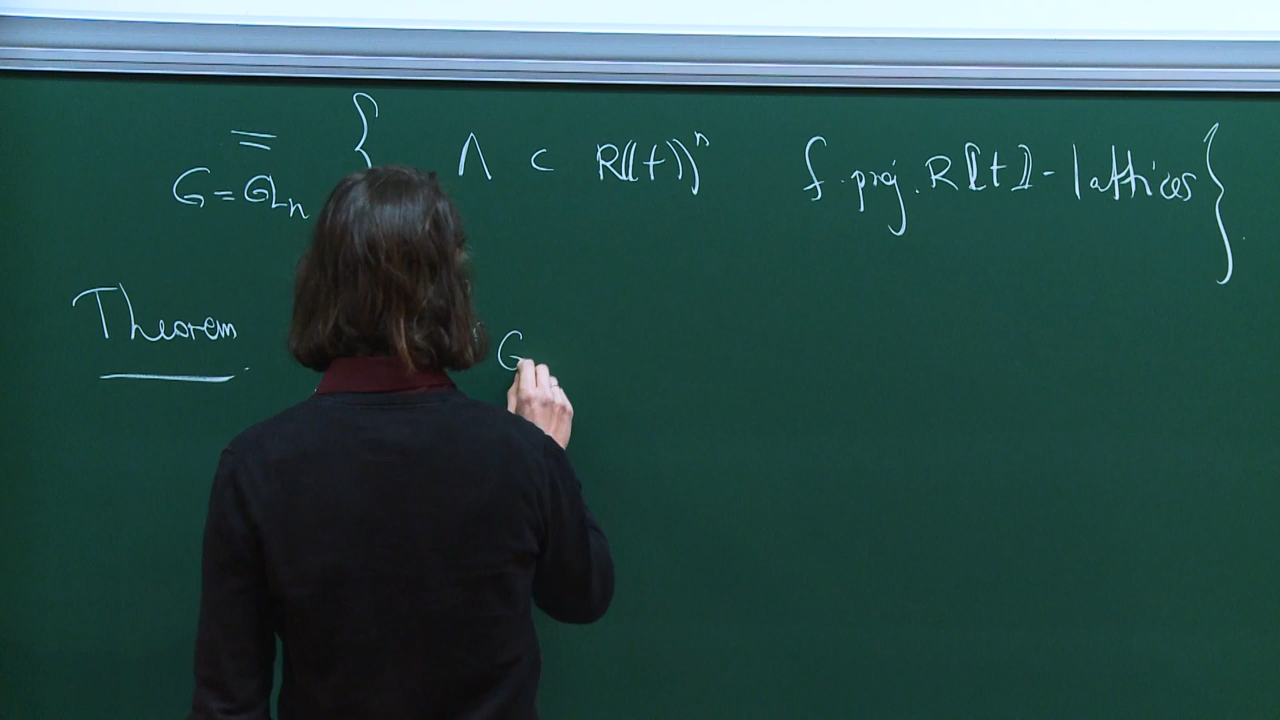 = { Λ ⊂ R((t))ⁿ f. proj. R[[t]]-lattices }
G = GLₙ
Theorem. G